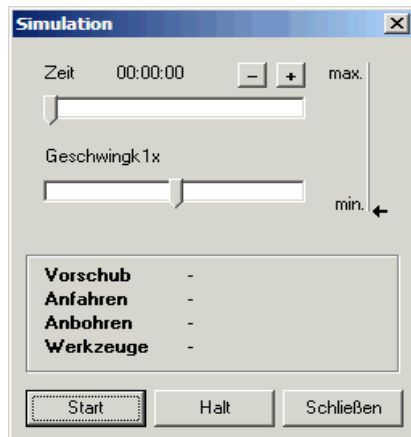 Simulation
Zeit 00:00:00 - + max.
Geschwingk1x
min.
Vorschub -
Anfahren -
Anbohren -
Werkzeuge -
Start Halt Schließen